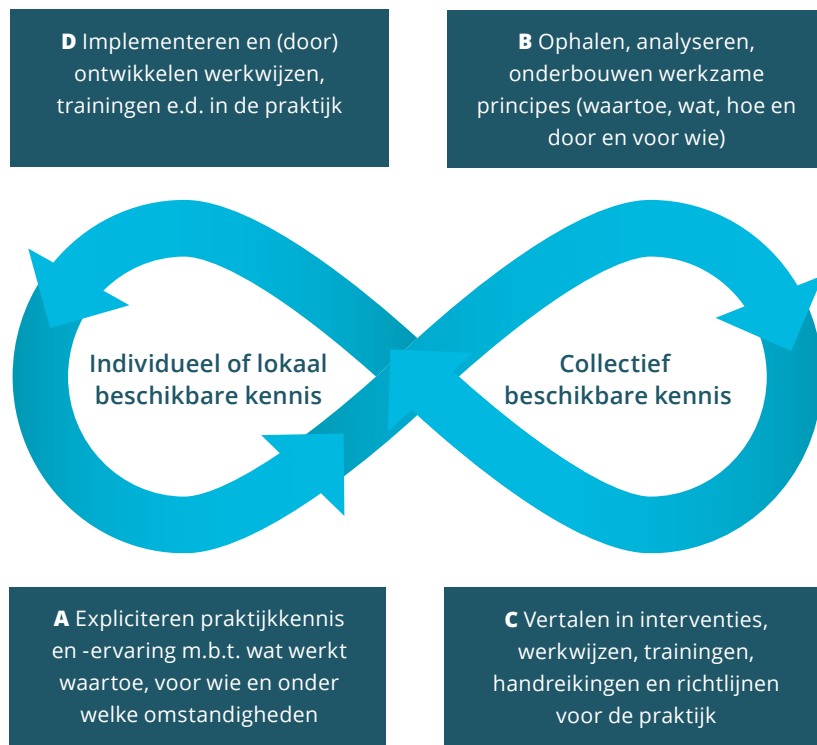 D Implementeren en (door)
ontwikkelen werkwijzen,
trainingen e.d. in de praktijk
B Ophalen, analyseren,
onderbouwen werkzame
principes (waartoe, wat, hoe en
door en voor wie)
Individueel of lokaal
beschikbare kennis
Collectief
beschikbare kennis
A Expliciteren praktijkkennis
en -ervaring m.b.t. wat werkt
waartoe, voor wie en onder
welke omstandigheden
C Vertalen in interventies,
werkwijzen, trainingen,
handreikingen en richtlijnen
voor de praktijk